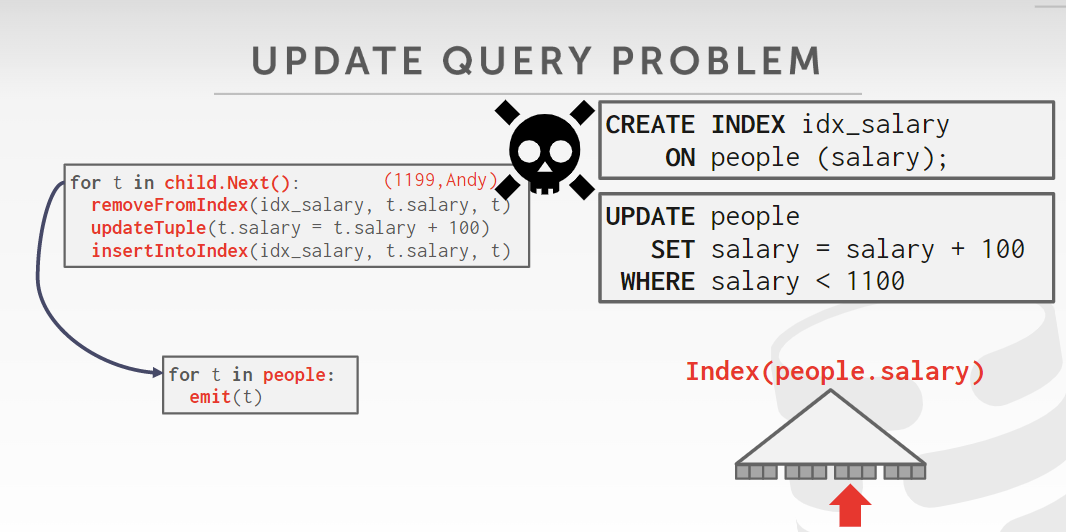 UPDATE QUERY PROBLEM
CREATE INDEX idx_salary
ON people (salary);
for t in child.Next(): (1199,Andy)
removeFromIndex(idx_salary, t.salary, t)
updateTuple(t.salary = t.salary + 100)
insertIntoIndex(idx_salary, t.salary, t)
UPDATE people
SET salary = salary + 100
WHERE salary < 1100
for t in people:
emit(t)
Index(people.salary)